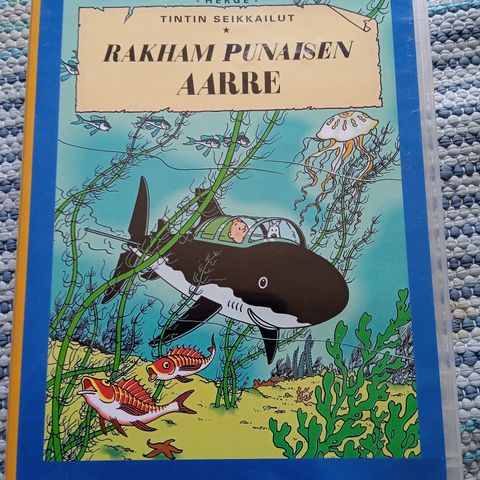 · HERGÉ ·
TINTIN SEIKKAILUT
RAKHAM PUNAISEN
AARRE